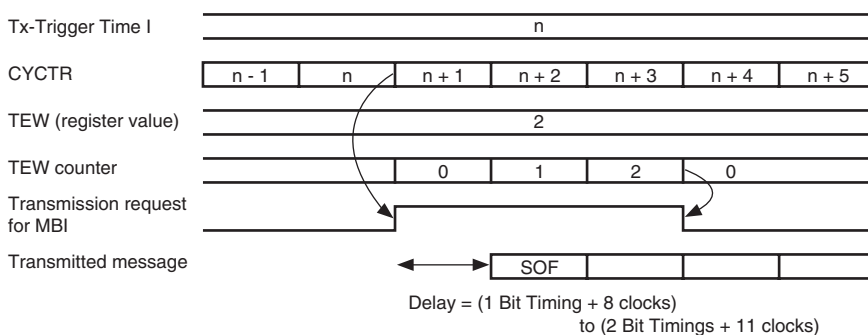 Tx-Trigger Time I
n
CYCTR
n - 1
n
n + 1
n + 2
n + 3
n + 4
n + 5
TEW (register value)
2
TEW counter
0
1
2
0
Transmission request
for MBI
Transmitted message
SOF
Delay = (1 Bit Timing + 8 clocks)
to (2 Bit Timings + 11 clocks)